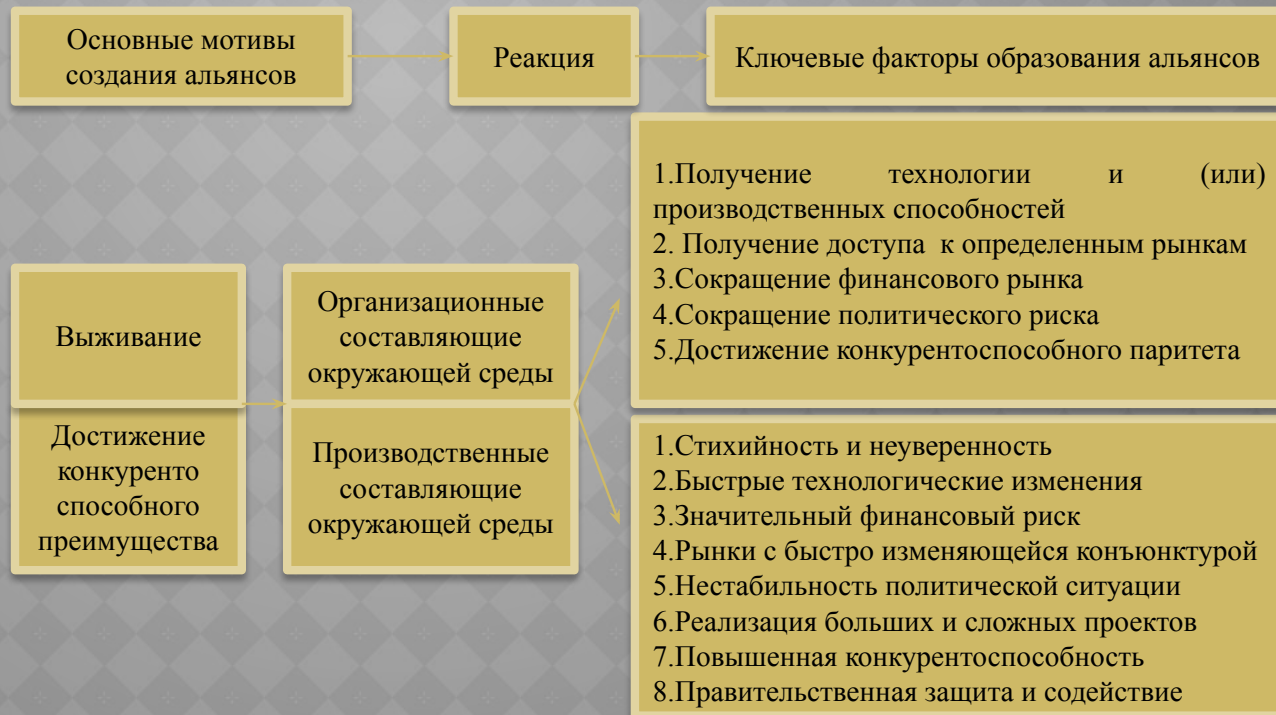 Основные мотивы
создания альянсов
Реакция
Ключевые факторы образования альянсов
Выживание
Достижение
конкуренто
способного
преимущества
Организационные
составляющие
окружающей среды
Производственные
составляющие
окружающей среды
1.Получение технологии и (или)
производственных способностей
2. Получение доступа к определенным рынкам
3.Сокращение финансового рынка
4.Сокращение политического риска
5.Достижение конкурентоспособного паритета
1.Стихийность и неуверенность
2.Быстрые технологические изменения
3.Значительный финансовый риск
4.Рынки с быстро изменяющейся конъюнктурой
5.Нестабильность политической ситуации
6.Реализация больших и сложных проектов
7.Повышенная конкурентоспособность
8.Правительственная защита и содействие